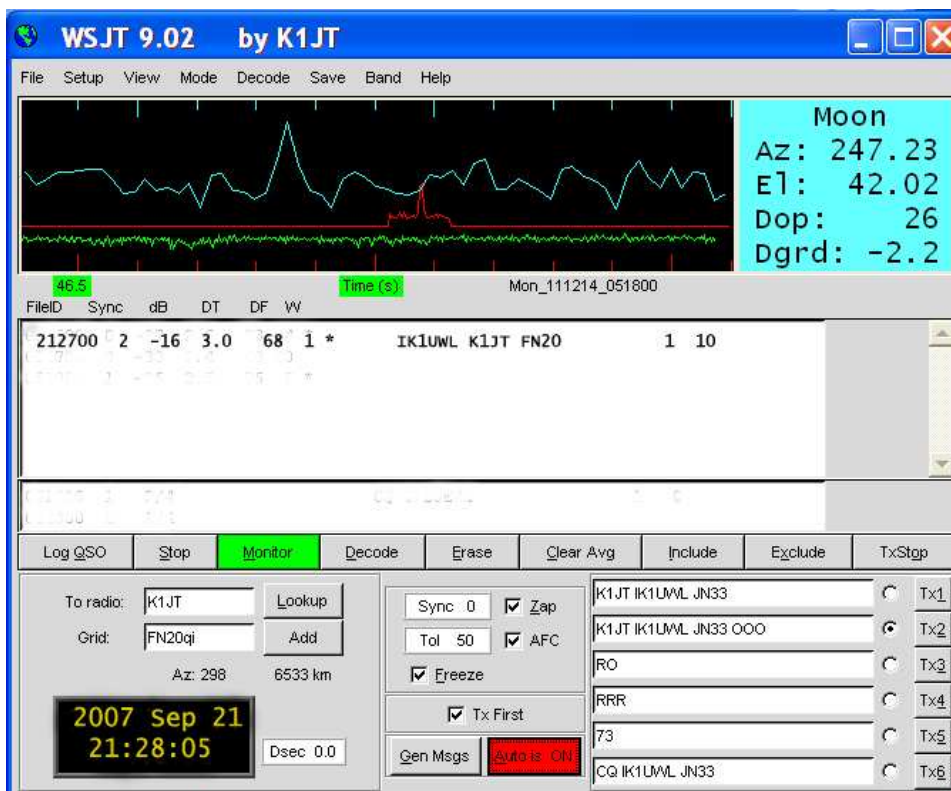 WSJT 9.02 by K1JT
File Setup View Mode Decode Save Band Help
Moon
Az: 247.23
El: 42.02
Dop: 26
Dgrd: -2.2
46.5 Time (s) Mon_111214_051800
FileID Sync dB DT DF W
212700 2 -16 3.0 68 1 * IK1UWL K1JT FN20 1 10
Log QSO Stop Monitor Decode Erase Clear Avg Include Exclude TxStop
To radio: K1JT Lookup
Grid: FN20qi Add
Az: 298 6533 km
2007 Sep 21
21:28:05
Dsec 0.0
Sync 0 Zap
Tol 50 AFC
Freeze
Tx First
Gen Msgs Auto is ON
K1JT IK1UWL JN33 Tx1
K1JT IK1UWL JN33 OOO Tx2
RO Tx3
RRR Tx4
73 Tx5
CQ IK1UWL JN33 Tx6